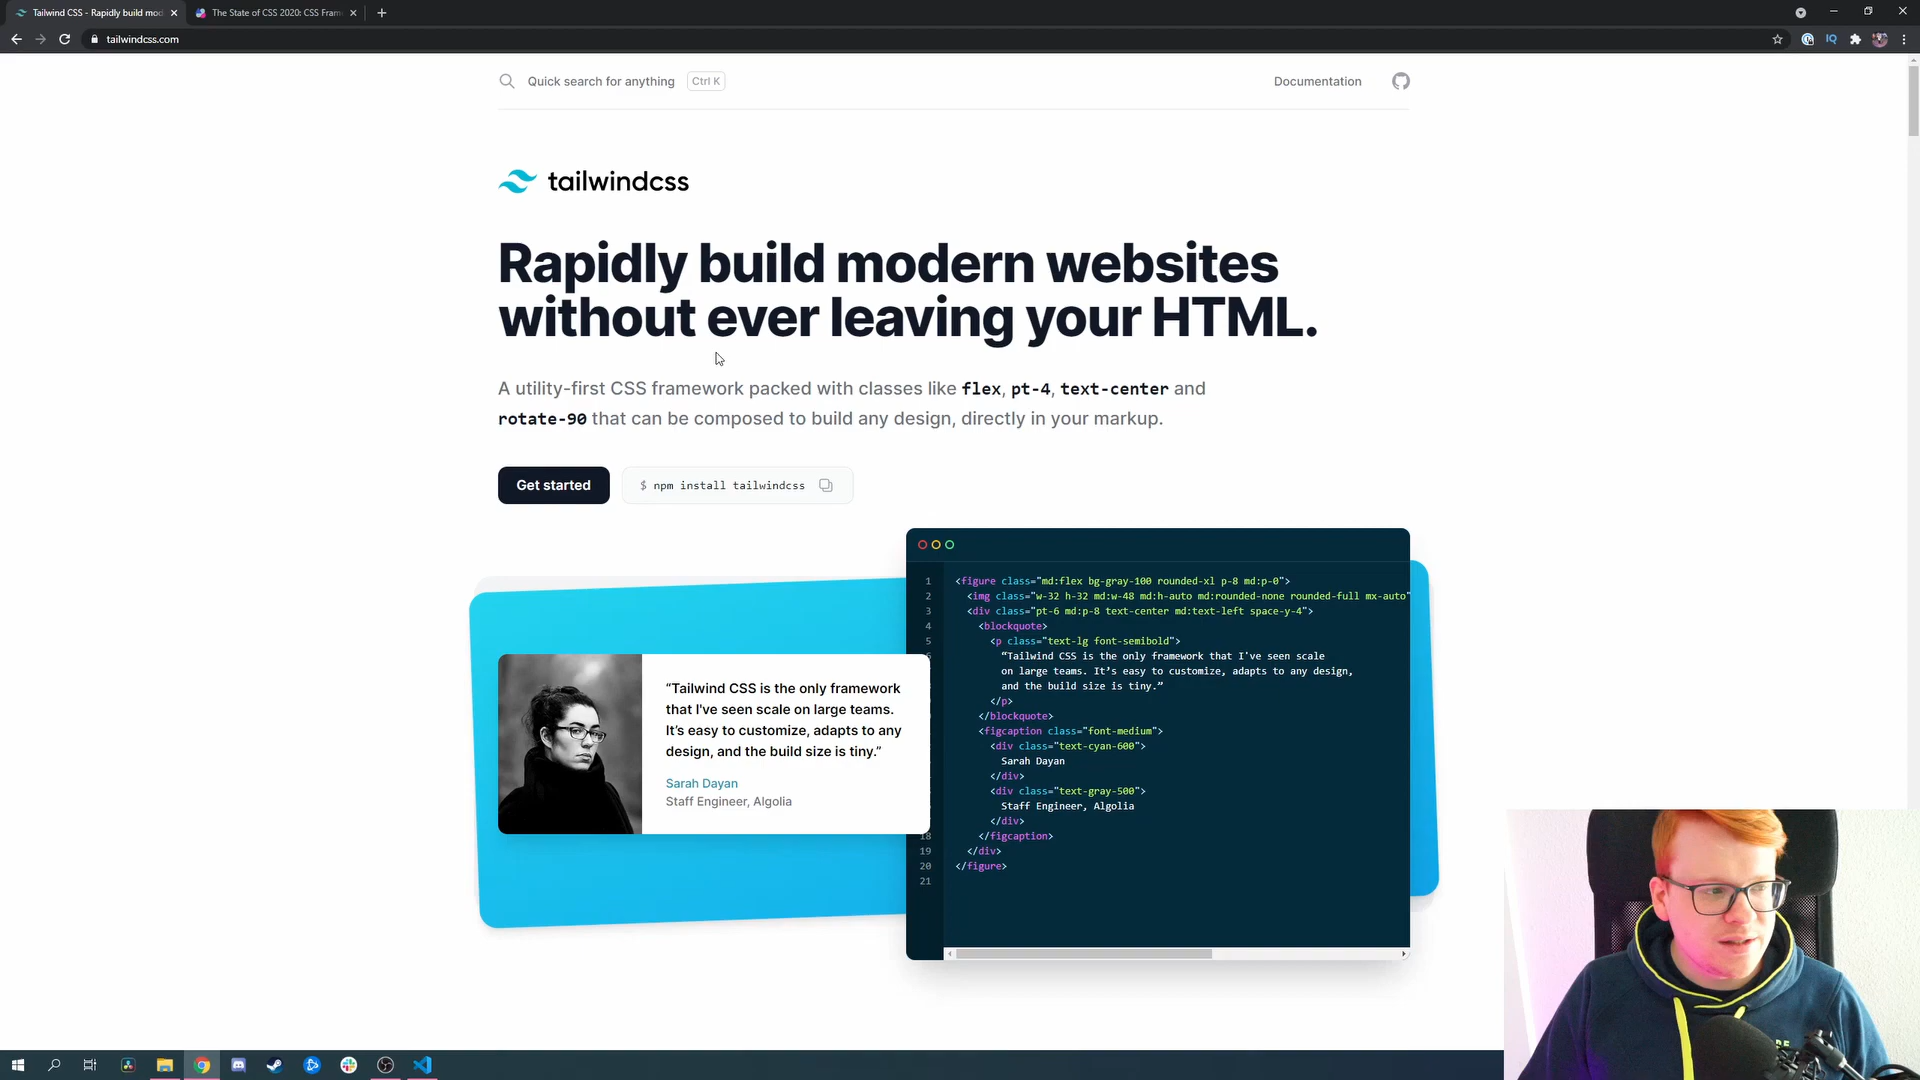 Tailwind CSS - Rapidly build mod
The State of CSS 2020: CSS Fram
tailwindcss.com
Quick search for anything
Ctrl K
Documentation
tailwindcss
Rapidly build modern websites
without ever leaving your HTML.
A utility-first CSS framework packed with classes like flex, pt-4, text-center and
rotate-90 that can be composed to build any design, directly in your markup.
Get started
$ npm install tailwindcss
“Tailwind CSS is the only framework
that I've seen scale on large teams.
It’s easy to customize, adapts to any
design, and the build size is tiny.”
Sarah Dayan
Staff Engineer, Algolia
1 <figure class="md:flex bg-gray-100 rounded-xl p-8 md:p-0">
2 <img class="w-32 h-32 md:w-48 md:h-auto md:rounded-none rounded-full mx-auto"
3 <div class="pt-6 md:p-8 text-center md:text-left space-y-4">
4 <blockquote>
5 <p class="text-lg font-semibold">
“Tailwind CSS is the only framework that I've seen scale
on large teams. It’s easy to customize, adapts to any design,
and the build size is tiny.”
</p>
</blockquote>
<figcaption class="font-medium">
<div class="text-cyan-600">
Sarah Dayan
</div>
<div class="text-gray-500">
Staff Engineer, Algolia
</div>
18 </figcaption>
19 </div>
20 </figure>
21